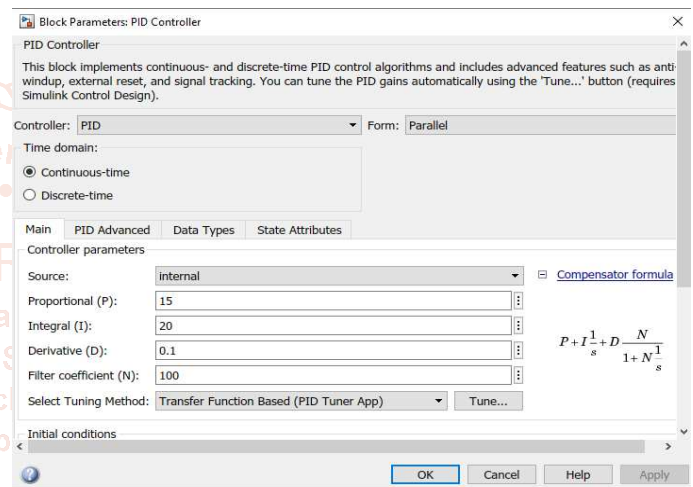 Block Parameters: PID Controller
PID Controller
This block implements continuous- and discrete-time PID control algorithms and includes advanced features such as anti-
windup, external reset, and signal tracking. You can tune the PID gains automatically using the 'Tune...' button (requires
Simulink Control Design).
Controller: PID Form: Parallel
Time domain:
Continuous-time
Discrete-time
Main PID Advanced Data Types State Attributes
Controller parameters
Source: internal Compensator formula
Proportional (P): 15
Integral (I): 20
Derivative (D): 0.1
P+I 1/s +D N/(1+N 1/s)
Filter coefficient (N): 100
Select Tuning Method: Transfer Function Based (PID Tuner App) Tune...
Initial conditions
OK Cancel Help Apply